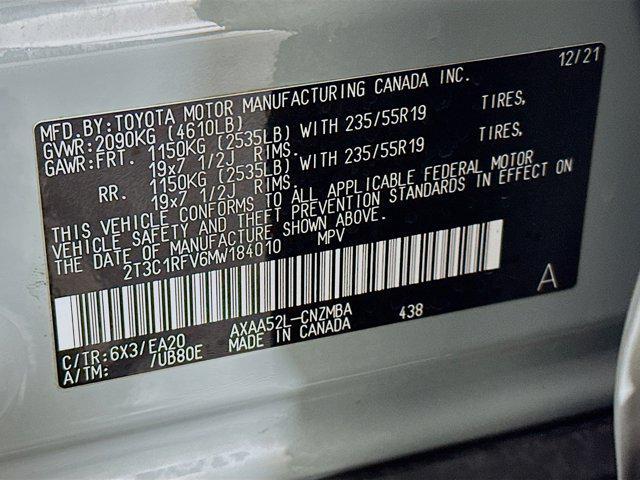 12/21
MFD.BY:TOYOTA MOTOR MANUFACTURING CANADA INC.
GVWR:2090KG (4610LB)
GAWR:FRT. 1150KG (2535LB) WITH 235/55R19 TIRES,
19x7 1/2J RIMS.
RR. 1150KG (2535LB) WITH 235/55R19 TIRES,
19x7 1/2J RIMS.
THIS VEHICLE CONFORMS TO ALL APPLICABLE FEDERAL MOTOR
VEHICLE SAFETY AND THEFT PREVENTION STANDARDS IN EFFECT ON
THE DATE OF MANUFACTURE SHOWN ABOVE.
2T3C1RFV6MW184010 MPV
A
C/TR:6X3/EA20 AXAA52L-CNZMBA 438
A/TM: /UB80E MADE IN CANADA